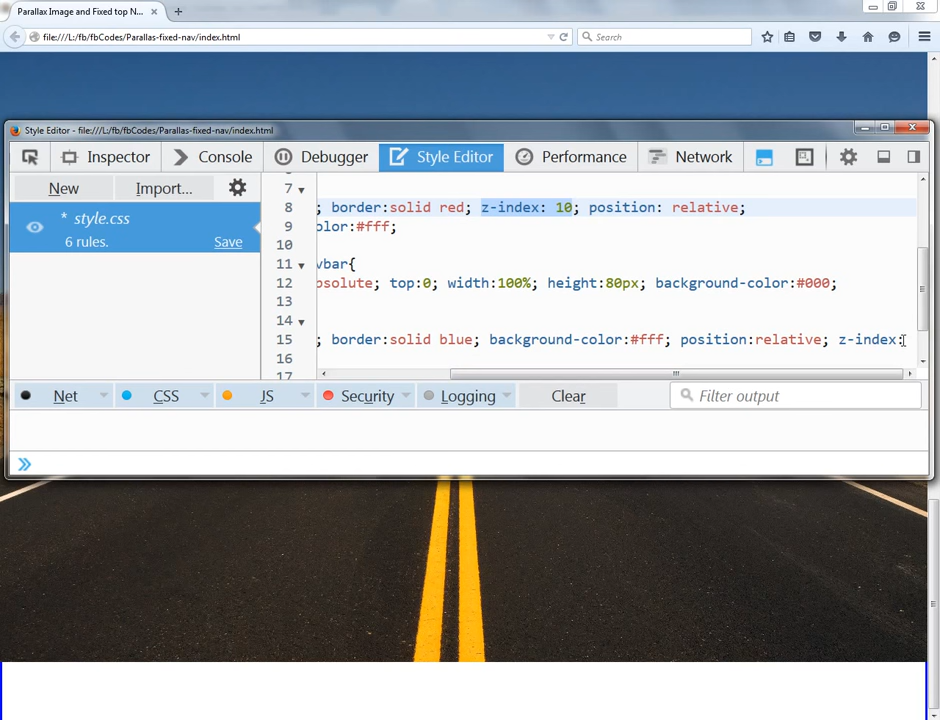 Parallax Image and Fixed top N...
file:///L:/fb/fbCodes/Parallas-fixed-nav/index.html
Search
Style Editor - file:///L:/fb/fbCodes/Parallas-fixed-nav/index.html
Inspector Console Debugger Style Editor Performance Network
New Import...
* style.css
6 rules. Save
7
8 ; border:solid red; z-index: 10; position: relative;
9 olor:#fff;
10
11 vbar{
12 bsolute; top:0; width:100%; height:80px; background-color:#000;
13
14
15 ; border:solid blue; background-color:#fff; position:relative; z-index:
16
17
Net CSS JS Security Logging Clear Filter output